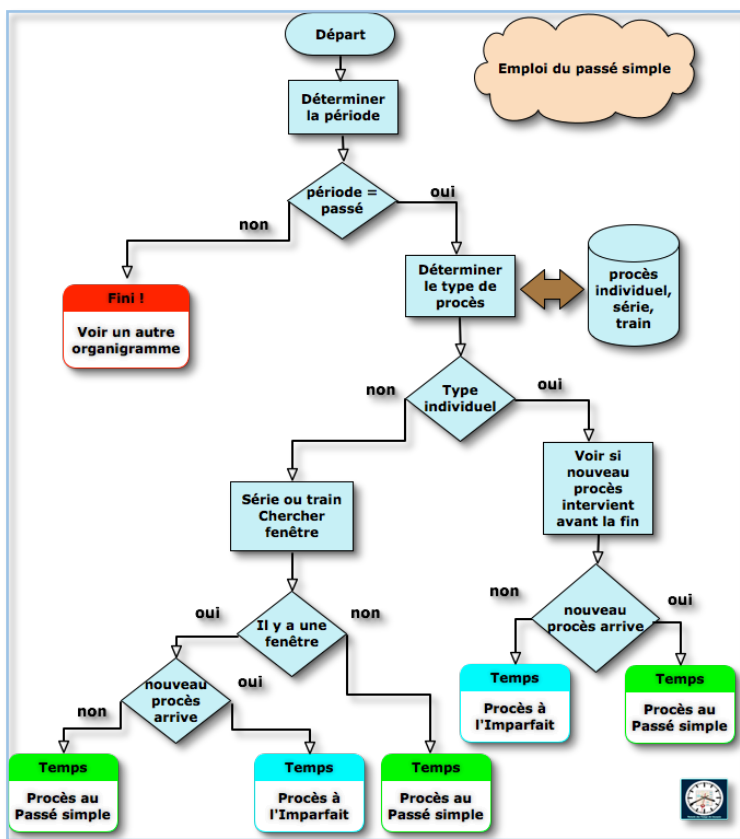 Départ
Emploi du passé simple
Déterminer
la période
période =
passé
non
oui
Déterminer
le type de
procès
procès
individuel,
série,
train
Fini !
Voir un autre
organigramme
Type
individuel
non
oui
Série ou train
Chercher
fenêtre
Voir si
nouveau
procès
intervient
avant la fin
Il y a une
fenêtre
oui
non
nouveau
procès arrive
non
oui
nouveau
procès
arrive
non
oui
Temps
Procès à
l'Imparfait
Temps
Procès au
Passé simple
Temps
Procès au
Passé simple
Temps
Procès à
l'Imparfait
Temps
Procès au
Passé simple